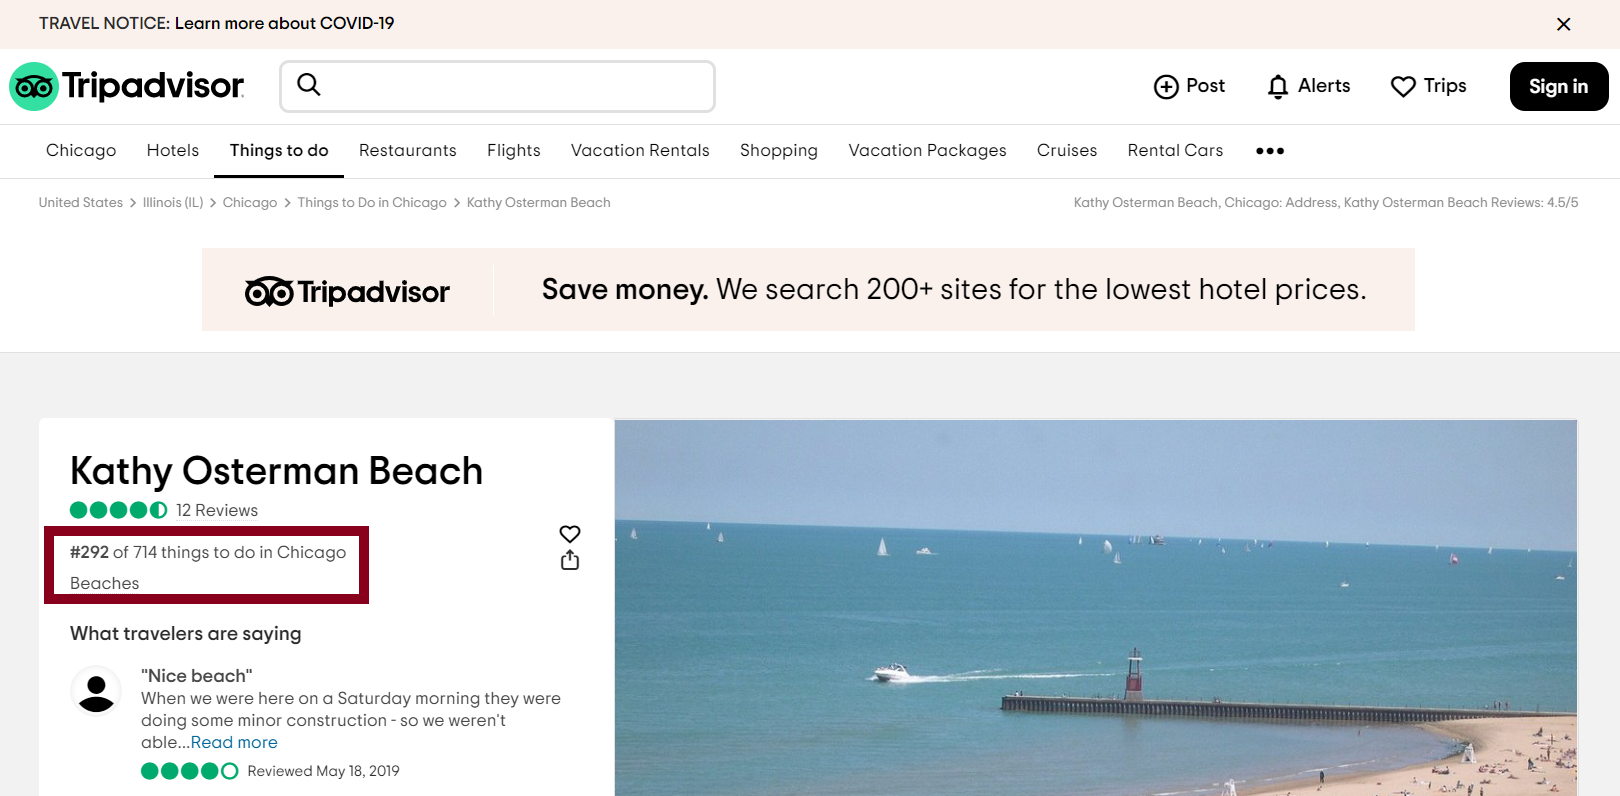 TRAVEL NOTICE: Learn more about COVID-19
Tripadvisor
Post
Alerts
Trips
Sign in
Chicago
Hotels
Things to do
Restaurants
Flights
Vacation Rentals
Shopping
Vacation Packages
Cruises
Rental Cars
United States > Illinois (IL) > Chicago > Things to Do in Chicago > Kathy Osterman Beach
Kathy Osterman Beach, Chicago: Address, Kathy Osterman Beach Reviews: 4.5/5
Tripadvisor
Save money. We search 200+ sites for the lowest hotel prices.
Kathy Osterman Beach
12 Reviews
#292 of 714 things to do in Chicago
Beaches
What travelers are saying
"Nice beach"
When we were here on a Saturday morning they were
doing some minor construction - so we weren't
able...Read more
Reviewed May 18, 2019